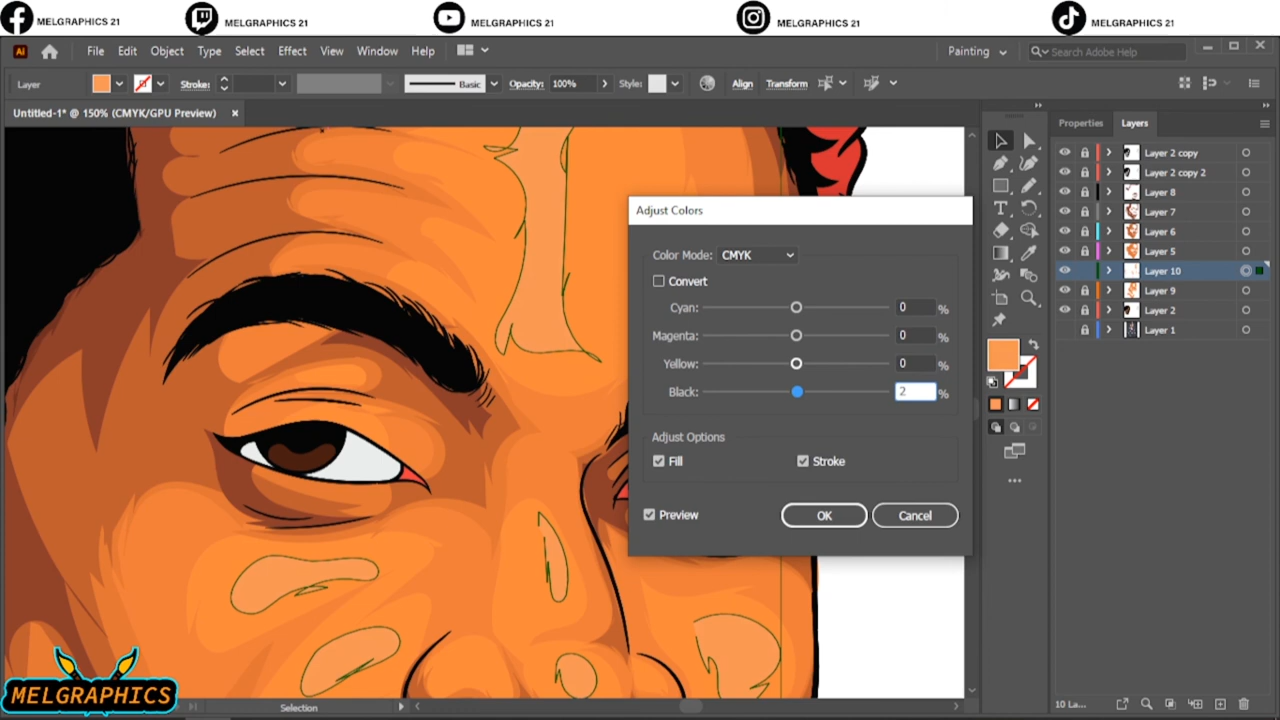 MELGRAPHICS 21 MELGRAPHICS 21 MELGRAPHICS 21 MELGRAPHICS 21 MELGRAPHICS 21
Ai File Edit Object Type Select Effect View Window Help Painting Search Adobe Help
Layer Stroke: Basic Opacity: 100% Style: Align Transform
Untitled-1* @ 150% (CMYK/GPU Preview) ×
Properties Layers
Layer 2 copy
Layer 2 copy 2
Layer 8
Layer 7
Layer 6
Layer 5
Layer 10
Layer 9
Layer 2
Layer 1
Adjust Colors
Color Mode: CMYK
Convert
Cyan: 0 %
Magenta: 0 %
Yellow: 0 %
Black: 2 %
Adjust Options
Fill Stroke
Preview OK Cancel
MELGRAPHICS
Selection
10 La...